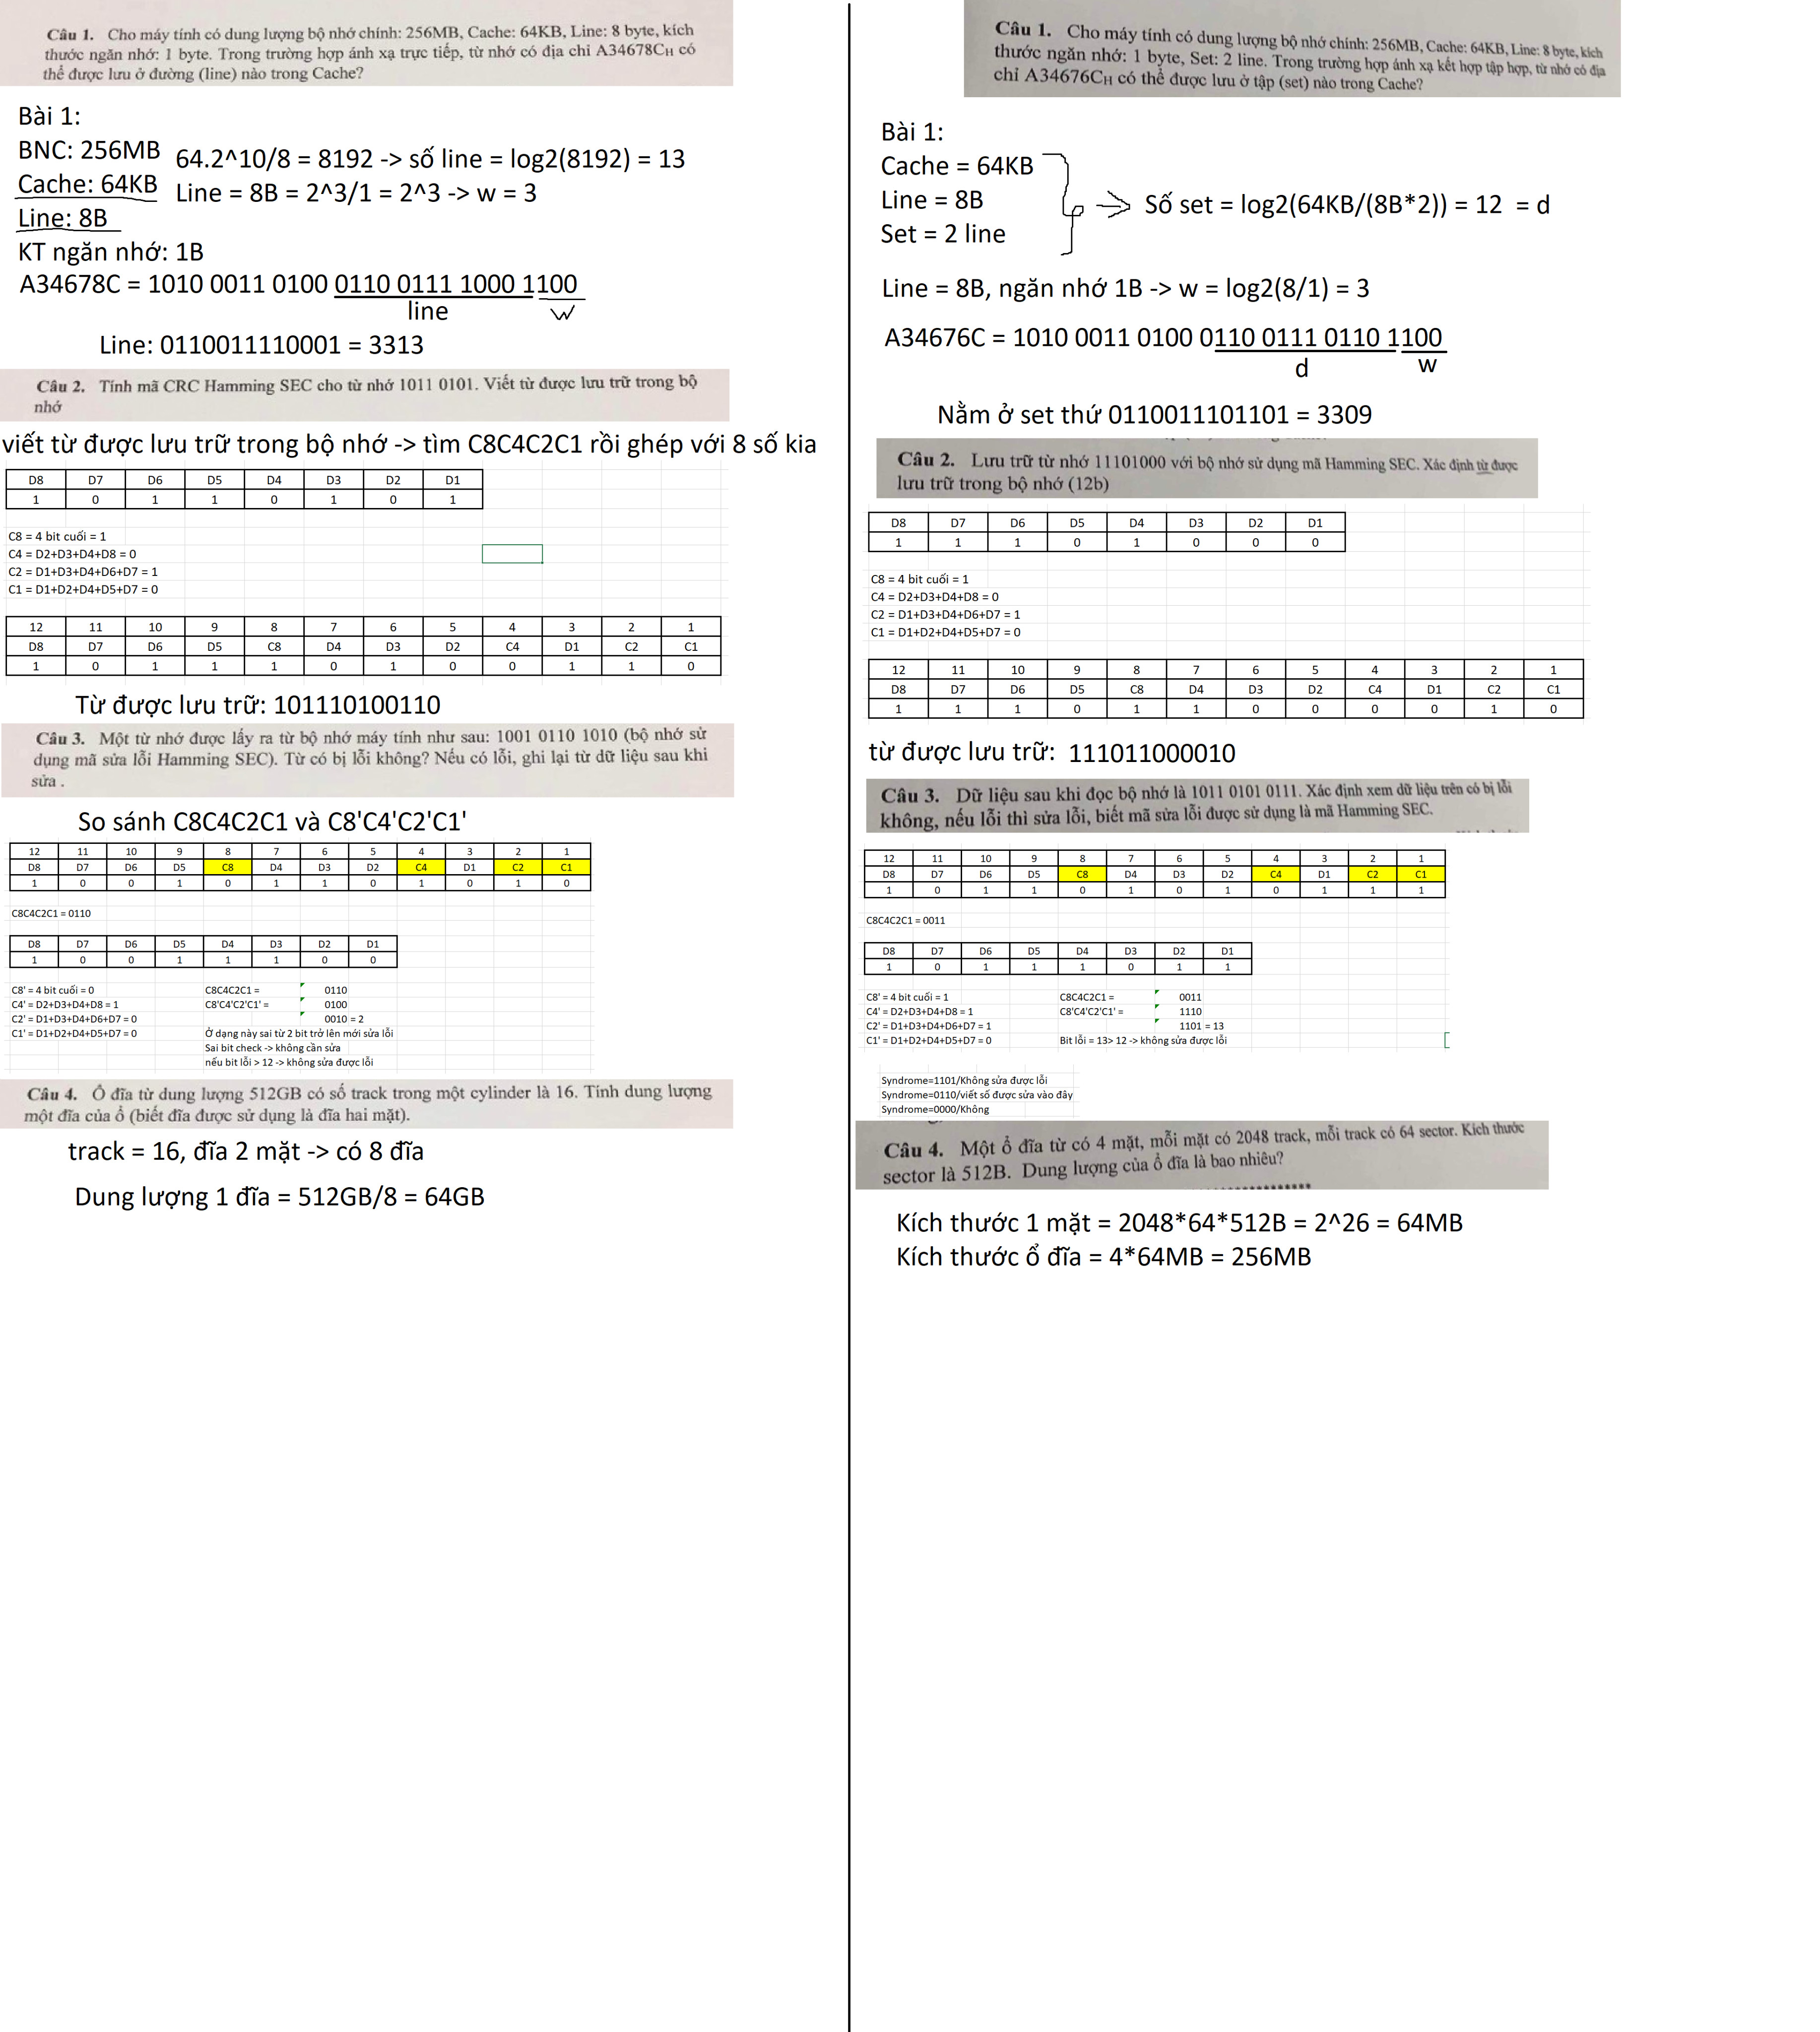 Câu 1. Cho máy tính có dung lượng bộ nhớ chính: 256MB, Cache: 64KB, Line: 8 byte, kích
thước ngăn nhớ: 1 byte. Trong trường hợp ánh xạ trực tiếp, từ nhớ có địa chỉ A34678CH có
thể được lưu ở đường (line) nào trong Cache?
Bài 1:
BNC: 256MB
Cache: 64KB
Line: 8B
KT ngăn nhớ: 1B
64.2^10/8 = 8192 -> số line = log2(8192) = 13
Line = 8B = 2^3/1 = 2^3 -> w = 3
A34678C = 1010 0011 0100 0110 0111 1000 1100
line
w
Line: 0110011110001 = 3313
Câu 2. Tính mã CRC Hamming SEC cho từ nhớ 1011 0101. Viết từ được lưu trữ trong bộ
nhớ
viết từ được lưu trữ trong bộ nhớ -> tìm C8C4C2C1 rồi ghép với 8 số kia
D8 D7 D6 D5 D4 D3 D2 D1
1 0 1 1 0 1 0 1
C8 = 4 bit cuối = 1
C4 = D2+D3+D4+D8 = 0
C2 = D1+D3+D4+D6+D7 = 1
C1 = D1+D2+D4+D5+D7 = 0
12 11 10 9 8 7 6 5 4 3 2 1
D8 D7 D6 D5 C8 D4 D3 D2 C4 D1 C2 C1
1 0 1 1 1 0 1 0 0 1 1 0
Từ được lưu trữ: 101110100110
Câu 3. Một từ nhớ được lấy ra từ bộ nhớ máy tính như sau: 1001 0110 1010 (bộ nhớ sử
dụng mã sửa lỗi Hamming SEC). Từ có bị lỗi không? Nếu có lỗi, ghi lại từ dữ liệu sau khi
sửa .
So sánh C8C4C2C1 và C8'C4'C2'C1'
12 11 10 9 8 7 6 5 4 3 2 1
D8 D7 D6 D5 C8 D4 D3 D2 C4 D1 C2 C1
1 0 0 1 0 1 1 0 1 0 1 0
C8C4C2C1 = 0110
D8 D7 D6 D5 D4 D3 D2 D1
1 0 0 1 1 1 0 0
C8' = 4 bit cuối = 0
C4' = D2+D3+D4+D8 = 1
C2' = D1+D3+D4+D6+D7 = 0
C1' = D1+D2+D4+D5+D7 = 0
C8C4C2C1 = 0110
C8'C4'C2'C1' = 0100
0010 = 2
Ở dạng này sai từ 2 bit trở lên mới sửa lỗi
Sai bit check -> không cần sửa
nếu bit lỗi > 12 -> không sửa được lỗi
Câu 4. Ổ đĩa từ dung lượng 512GB có số track trong một cylinder là 16. Tính dung lượng
một đĩa của ổ (biết đĩa được sử dụng là đĩa hai mặt).
track = 16, đĩa 2 mặt -> có 8 đĩa
Dung lượng 1 đĩa = 512GB/8 = 64GB
Câu 1. Cho máy tính có dung lượng bộ nhớ chính: 256MB, Cache: 64KB, Line: 8 byte, kích
thước ngăn nhớ: 1 byte, Set: 2 line. Trong trường hợp ánh xạ kết hợp tập hợp, từ nhớ có địa
chỉ A34676CH có thể được lưu ở tập (set) nào trong Cache?
Bài 1:
Cache = 64KB
Line = 8B
Set = 2 line
Số set = log2(64KB/(8B*2)) = 12 = d
Line = 8B, ngăn nhớ 1B -> w = log2(8/1) = 3
A34676C = 1010 0011 0100 0110 0111 0110 1100
d
w
Nằm ở set thứ 0110011101101 = 3309
Câu 2. Lưu trữ từ nhớ 11101000 với bộ nhớ sử dụng mã Hamming SEC. Xác định từ được
lưu trữ trong bộ nhớ (12b)
D8 D7 D6 D5 D4 D3 D2 D1
1 1 1 0 1 0 0 0
C8 = 4 bit cuối = 1
C4 = D2+D3+D4+D8 = 0
C2 = D1+D3+D4+D6+D7 = 1
C1 = D1+D2+D4+D5+D7 = 0
12 11 10 9 8 7 6 5 4 3 2 1
D8 D7 D6 D5 C8 D4 D3 D2 C4 D1 C2 C1
1 1 1 0 1 1 0 0 0 0 1 0
từ được lưu trữ: 111011000010
Câu 3. Dữ liệu sau khi đọc bộ nhớ là 1011 0101 0111. Xác định xem dữ liệu trên có bị lỗi
không, nếu lỗi thì sửa lỗi, biết mã sửa lỗi được sử dụng là mã Hamming SEC.
12 11 10 9 8 7 6 5 4 3 2 1
D8 D7 D6 D5 C8 D4 D3 D2 C4 D1 C2 C1
1 0 1 1 0 1 0 1 0 1 1 1
C8C4C2C1 = 0011
D8 D7 D6 D5 D4 D3 D2 D1
1 0 1 1 1 0 1 1
C8' = 4 bit cuối = 1
C4' = D2+D3+D4+D8 = 1
C2' = D1+D3+D4+D6+D7 = 1
C1' = D1+D2+D4+D5+D7 = 0
C8C4C2C1 = 0011
C8'C4'C2'C1' = 1110
1101 = 13
Bit lỗi = 13> 12 -> không sửa được lỗi
Syndrome=1101/Không sửa được lỗi
Syndrome=0110/viết số được sửa vào đây
Syndrome=0000/Không
Câu 4. Một ổ đĩa từ có 4 mặt, mỗi mặt có 2048 track, mỗi track có 64 sector. Kích thước
sector là 512B. Dung lượng của ổ đĩa là bao nhiêu?
Kích thước 1 mặt = 2048*64*512B = 2^26 = 64MB
Kích thước ổ đĩa = 4*64MB = 256MB